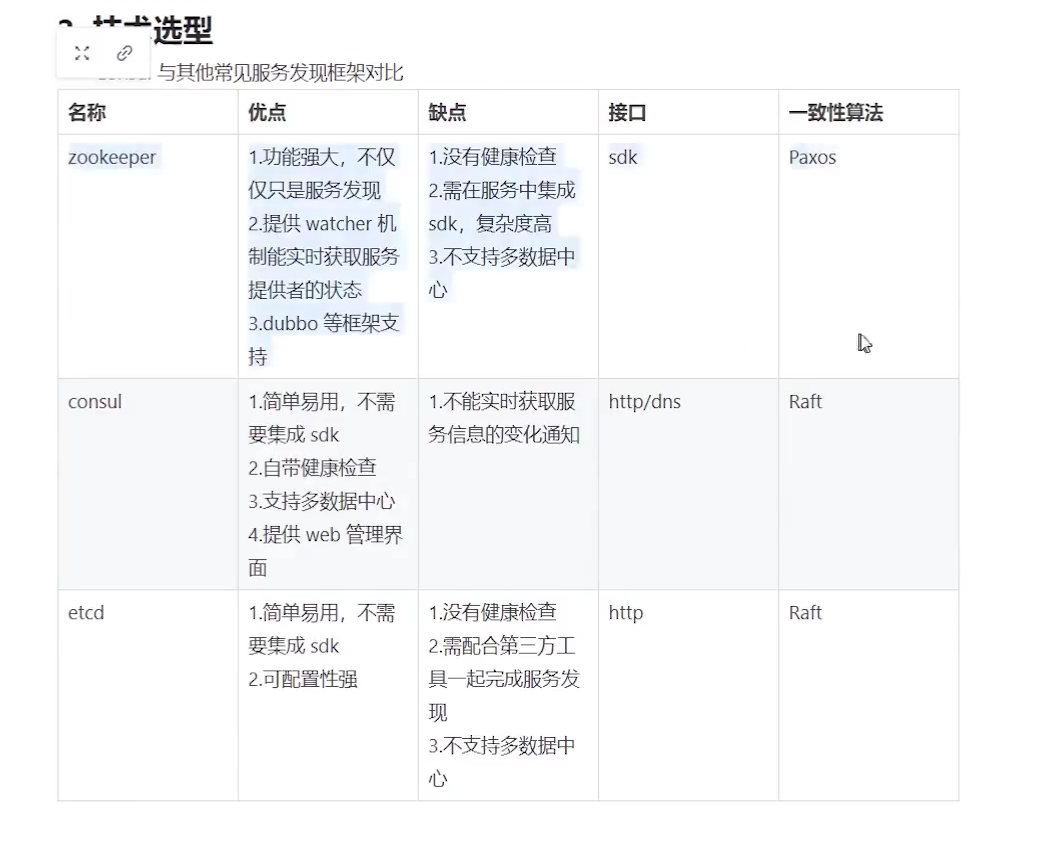 选型
与其他常见服务发现框架对比
名称 优点 缺点 接口 一致性算法
zookeeper
1.功能强大，不仅
仅只是服务发现
2.提供 watcher 机
制能实时获取服务
提供者的状态
3.dubbo 等框架支
持
1.没有健康检查
2.需在服务中集成
sdk，复杂度高
3.不支持多数据中
心
sdk
Paxos
consul
1.简单易用，不需
要集成 sdk
2.自带健康检查
3.支持多数据中心
4.提供 web 管理界
面
1.不能实时获取服
务信息的变化通知
http/dns
Raft
etcd
1.简单易用，不需
要集成 sdk
2.可配置性强
1.没有健康检查
2.需配合第三方工
具一起完成服务发
现
3.不支持多数据中
心
http
Raft